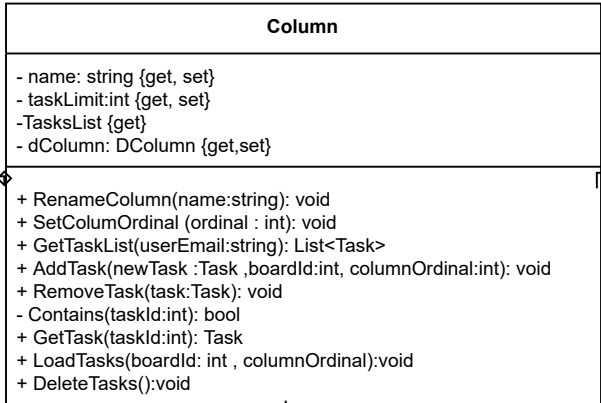 Column
- name: string {get, set}
- taskLimit:int {get, set}
-TasksList {get}
- dColumn: DColumn {get,set}
+ RenameColumn(name:string): void
+ SetColumOrdinal (ordinal : int): void
+ GetTaskList(userEmail:string): List<Task>
+ AddTask(newTask :Task ,boardId:int, columnOrdinal:int): void
+ RemoveTask(task:Task): void
- Contains(taskId:int): bool
+ GetTask(taskId:int): Task
+ LoadTasks(boardId: int , columnOrdinal):void
+ DeleteTasks():void